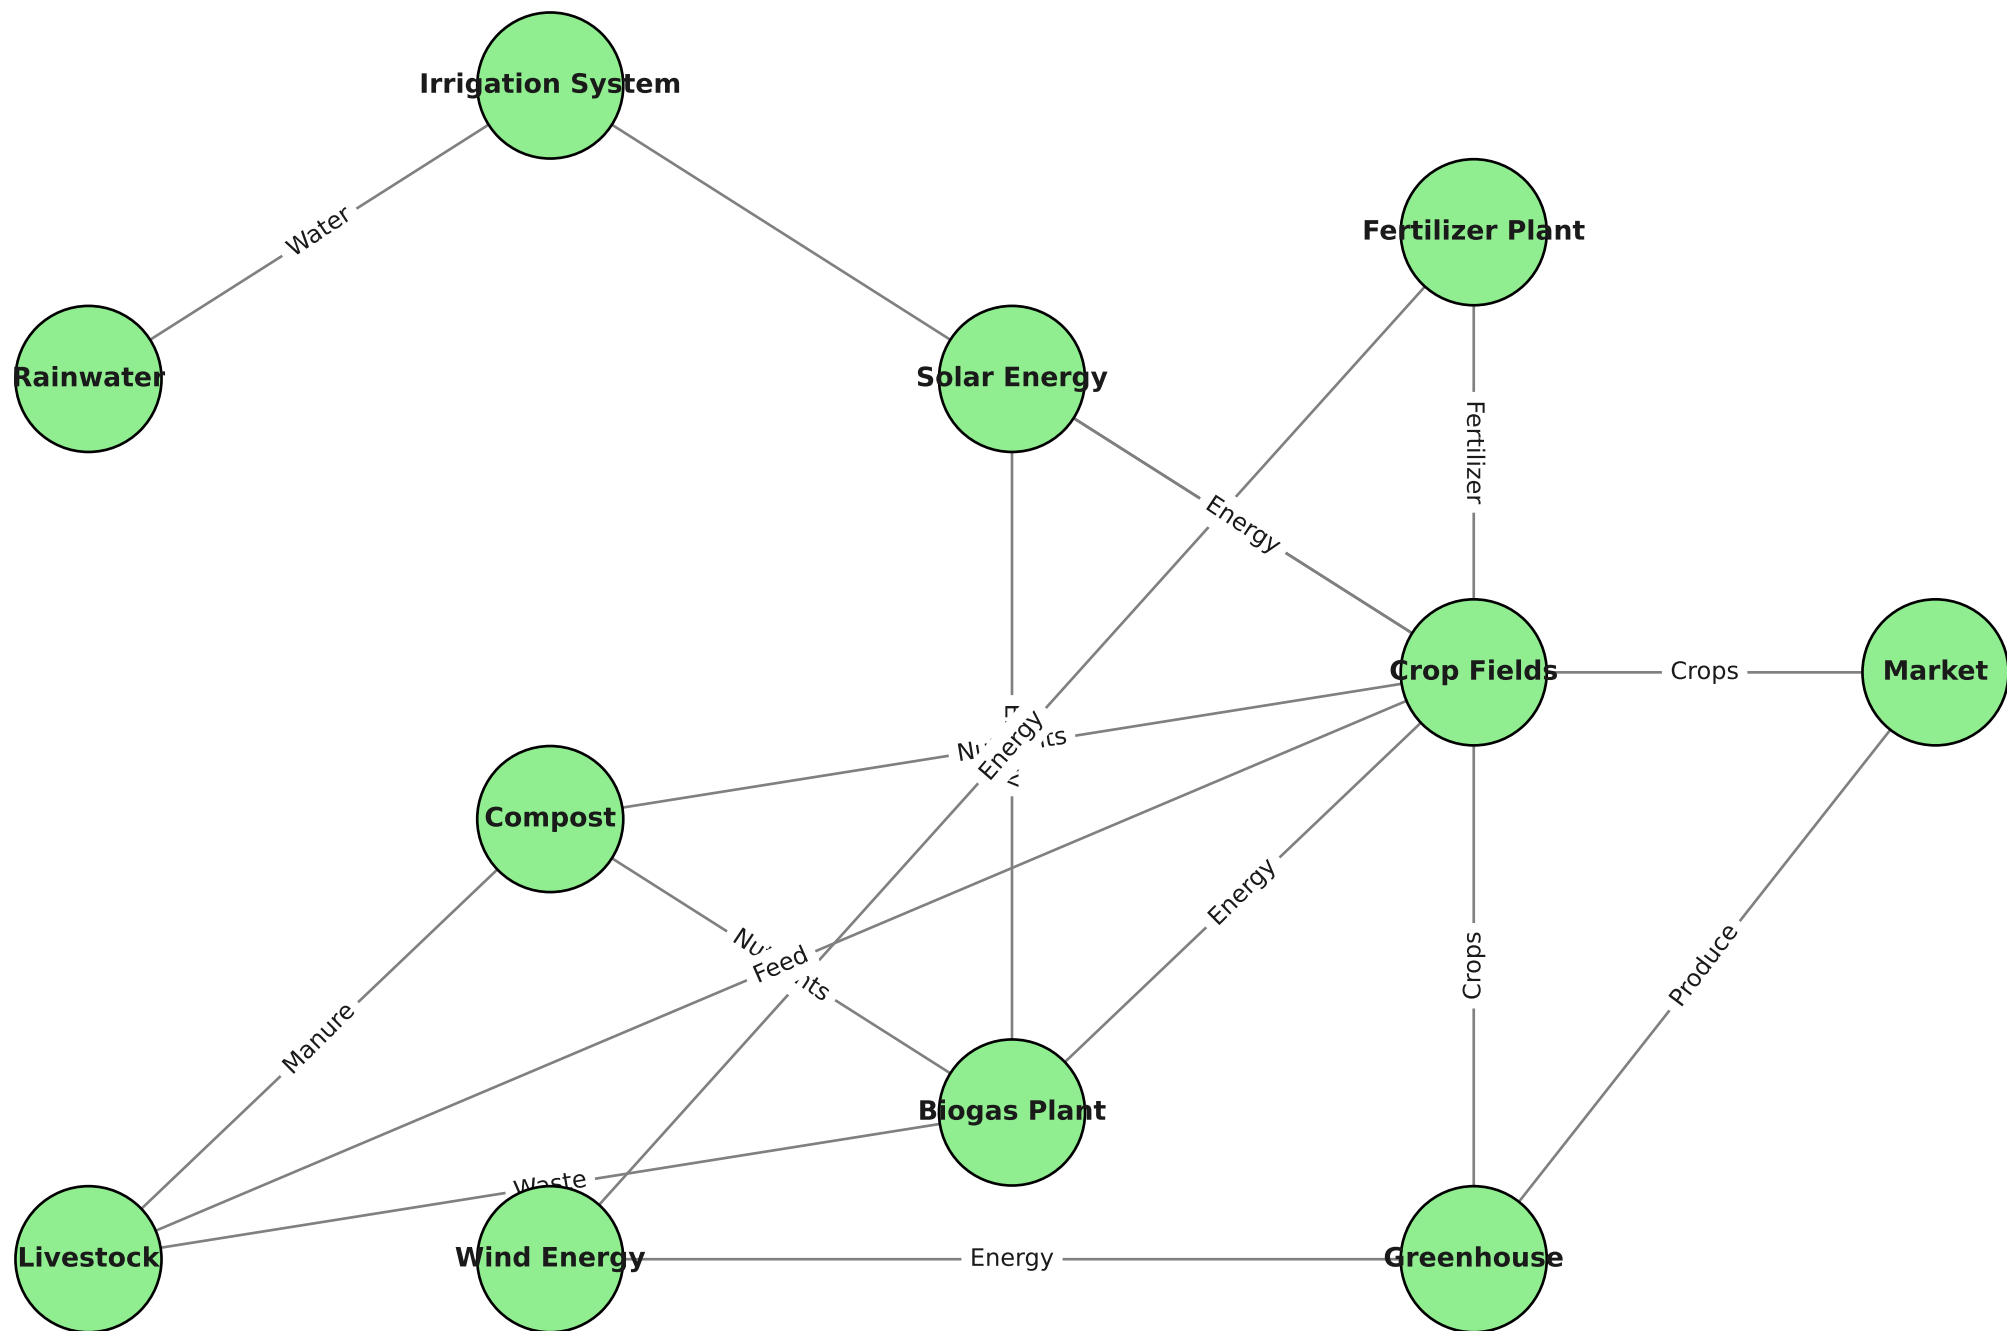 Irrigation System
Water
Fertilizer Plant
Rainwater
Solar Energy
Fertilizer
Energy
Crop Fields
Crops
Market
Energy
Compost
Energy
Feed
Crops
Produce
Manure
Biogas Plant
Waste
Livestock
Wind Energy
Energy
Greenhouse